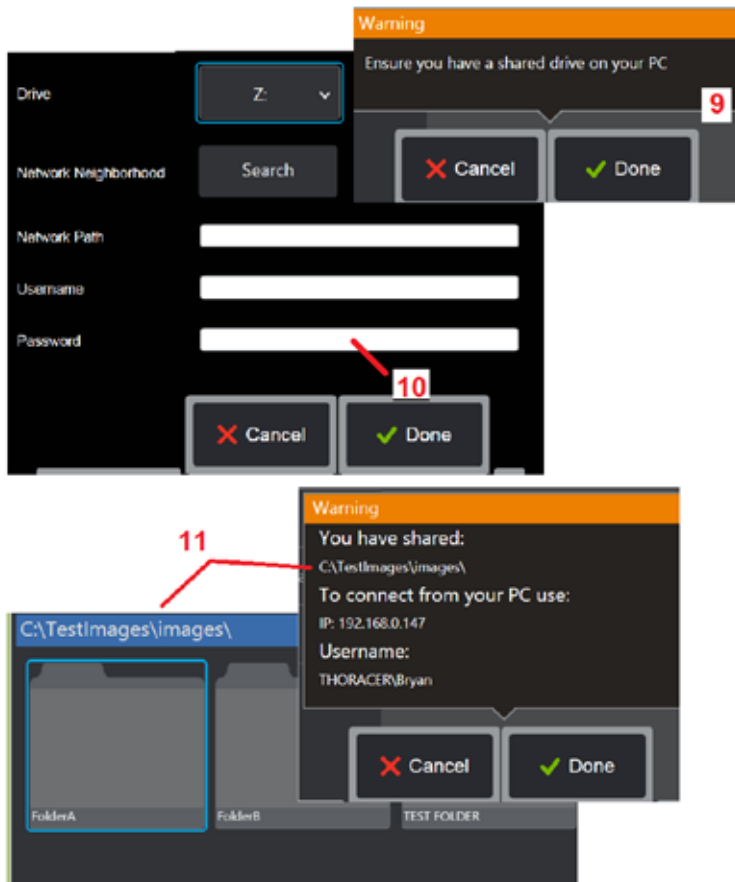 Warning
Ensure you have a shared drive on your PC
9
Cancel
Done
Drive
Z:
Network Neighborhood
Search
Network Path
Username
Password
10
Cancel
Done
11
Warning
You have shared:
C:\TestImages\images\
To connect from your PC use:
IP: 192.168.0.147
Username:
THORACER\Bryan
Cancel
Done
C:\TestImages\images\
FolderA
FolderB
TEST FOLDER